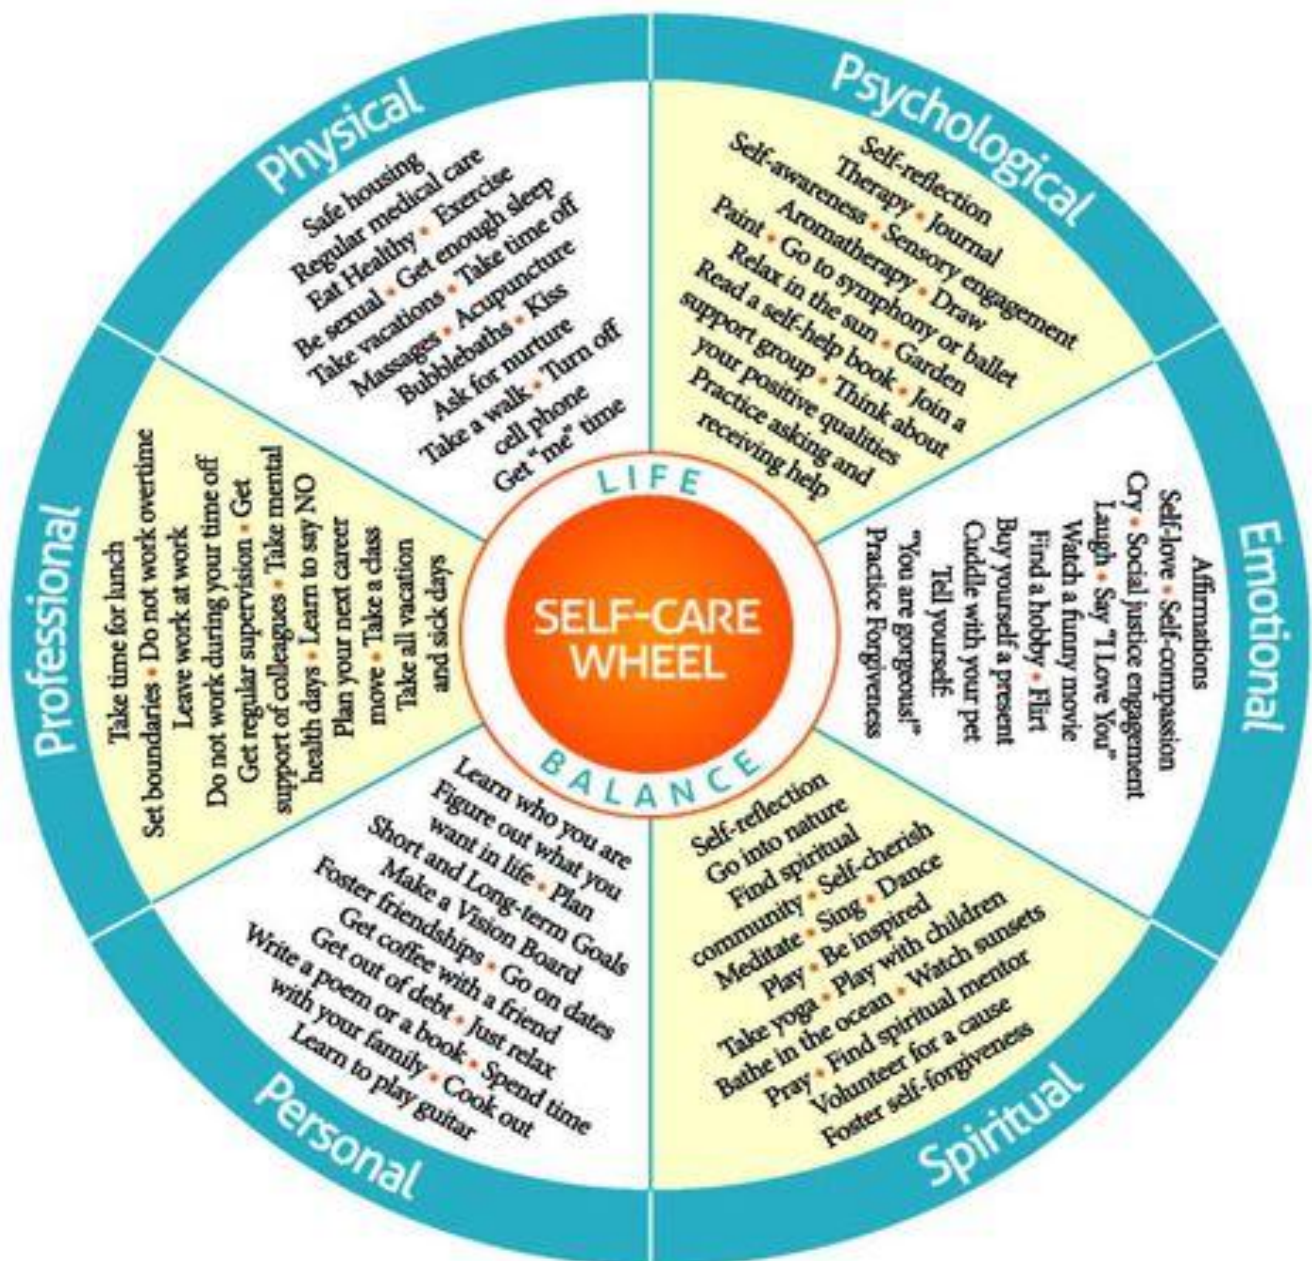 Physical
Safe housing
Regular medical care
Eat Healthy • Exercise
Be sexual • Get enough sleep
Take vacations • Take time off
Massages • Acupuncture
Bubblebaths • Kiss
Ask for nurture
Take a walk • Turn off
cell phone
Get "me" time
Psychological
Self-reflection
Therapy • Journal
Self-awareness • Sensory engagement
Aromatherapy • Draw
Paint • Go to symphony or ballet
Relax in the sun • Garden
Read a self-help book • Join a
support group • Think about
your positive qualities
Practice asking and
receiving help
Emotional
Affirmations
Self-love • Self-compassion
Cry • Social justice engagement
Laugh • Say "I Love You"
Watch a funny movie
Find a hobby • Flirt
Buy yourself a present
Cuddle with your pet
Tell yourself:
"You are gorgeous!"
Practice Forgiveness
Spiritual
Self-reflection
Go into nature
Find spiritual
community • Self-cherish
Meditate • Sing • Dance
Play • Be inspired
Take yoga • Play with children
Bathe in the ocean • Watch sunsets
Pray • Find spiritual mentor
Volunteer for a cause
Foster self-forgiveness
Personal
Learn who you are
Figure out what you
want in life • Plan
Short and Long-term Goals
Make a Vision Board
Foster friendships • Go on dates
Get coffee with a friend
Get out of debt • Just relax
Write a poem or a book • Spend time
with your family • Cook out
Learn to play guitar
Professional
Take time for lunch
Set boundaries • Do not work overtime
Leave work at work
Do not work during your time off
Get regular supervision • Get
support of colleagues • Take mental
health days • Learn to say NO
Plan your next career
move • Take a class
Take all vacation
and sick days
LIFE
SELF-CARE
WHEEL
BALANCE